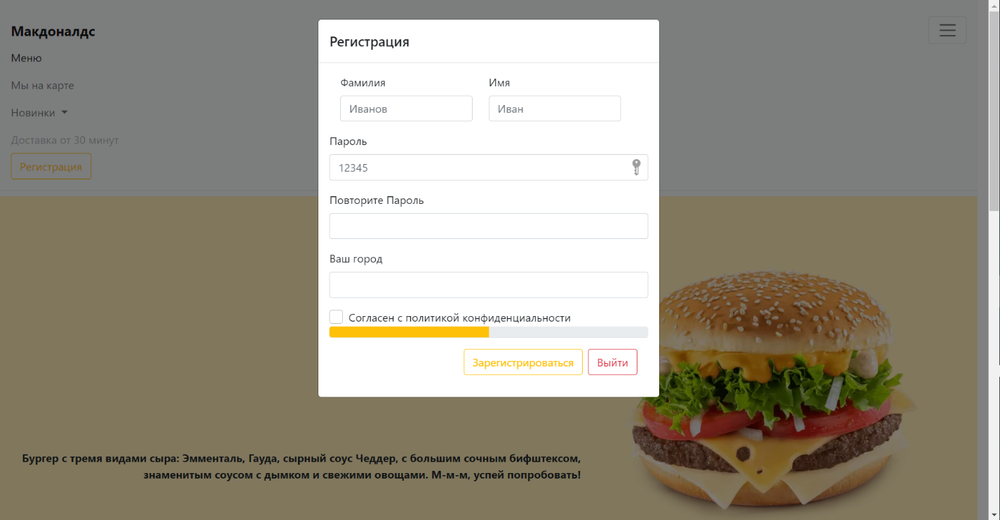 Макдоналдс
Меню
Мы на карте
Новинки
Доставка от 30 минут
Регистрация
Регистрация
Фамилия Имя
Иванов Иван
Пароль
12345
Повторите Пароль
Ваш город
Согласен с политикой конфиденциальности
Зарегистрироваться Выйти
Бургер с тремя видами сыра: Эмменталь, Гауда, сырный соус Чеддер, с большим сочным бифштексом,
знаменитым соусом с дымком и свежими овощами. М-м-м, успей попробовать!